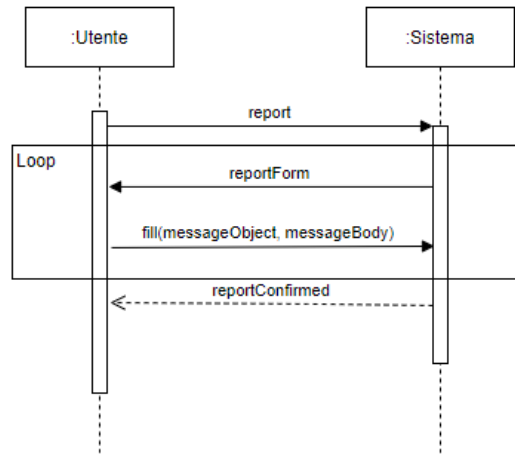 :Utente
:Sistema
report
Loop
reportForm
fill(messageObject, messageBody)
reportConfirmed